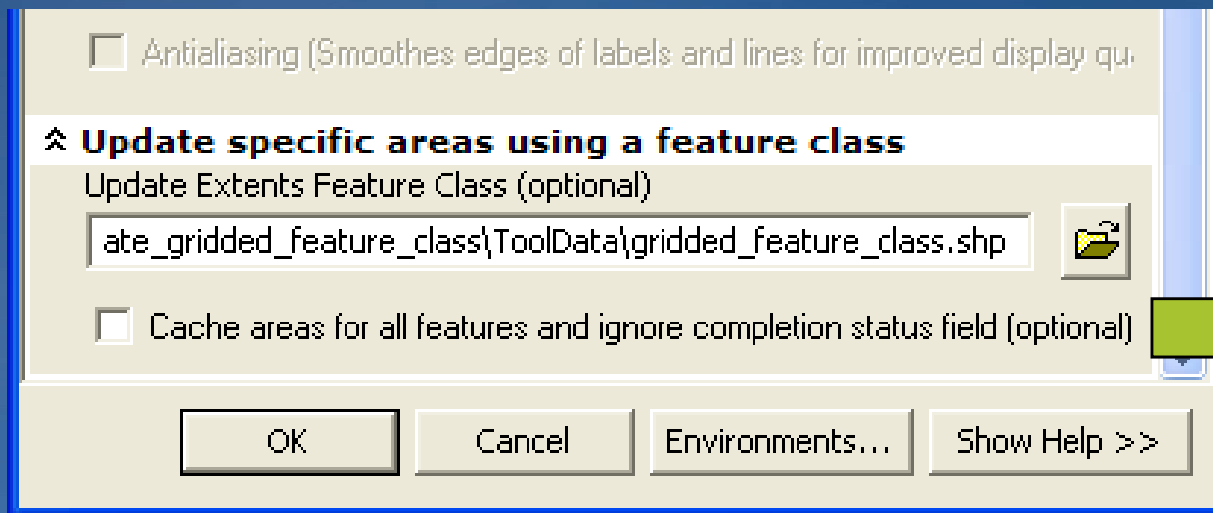 Antialiasing (Smoothes edges of labels and lines for improved display
Update specific areas using a feature class
Update Extents Feature Class (optional)
ate_gridded_feature_class\ToolData\gridded_feature_class.shp
Cache areas for all features and ignore completion status field (optional)
OK Cancel Environments... Show Help >>